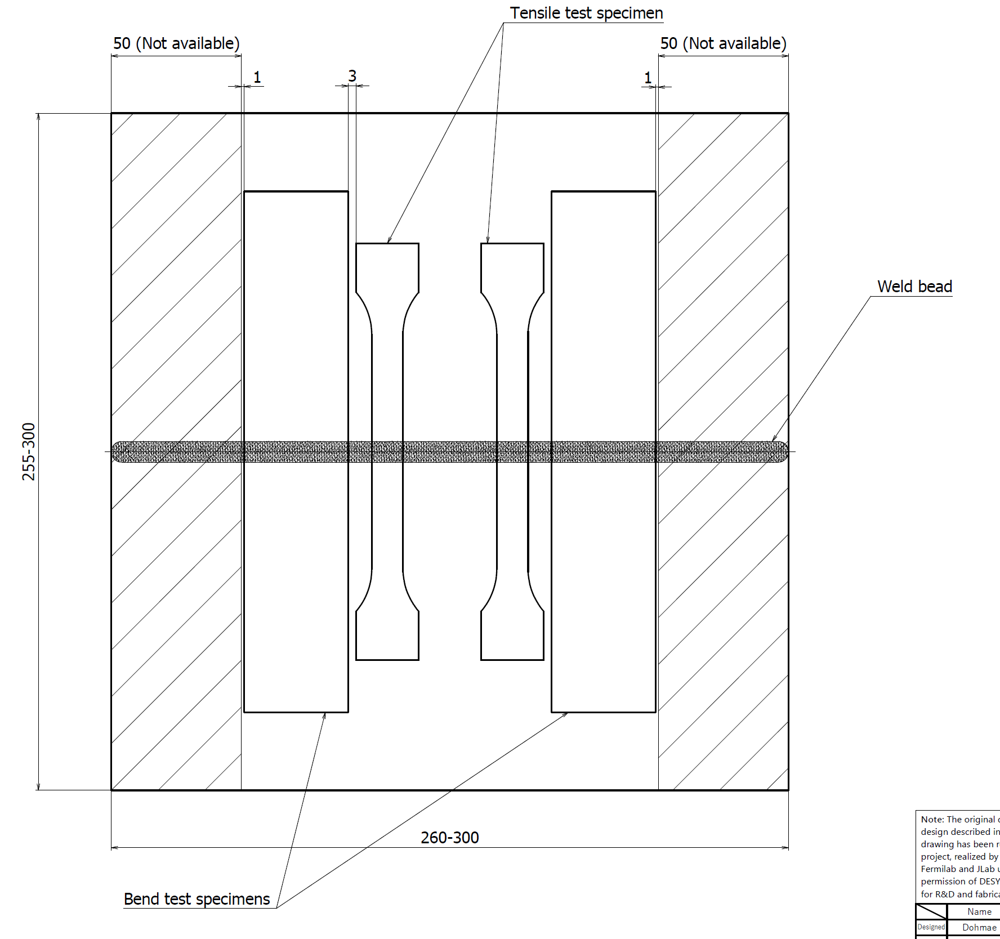 Tensile test specimen
50 (Not available)
50 (Not available)
1
3
1
Weld bead
255-300
260-300
Bend test specimens
Note: The original
design described in
drawing has been
project, realized by
Fermilab and JLab
permission of DESY
for R&D and
Name
Designed
Dohmae